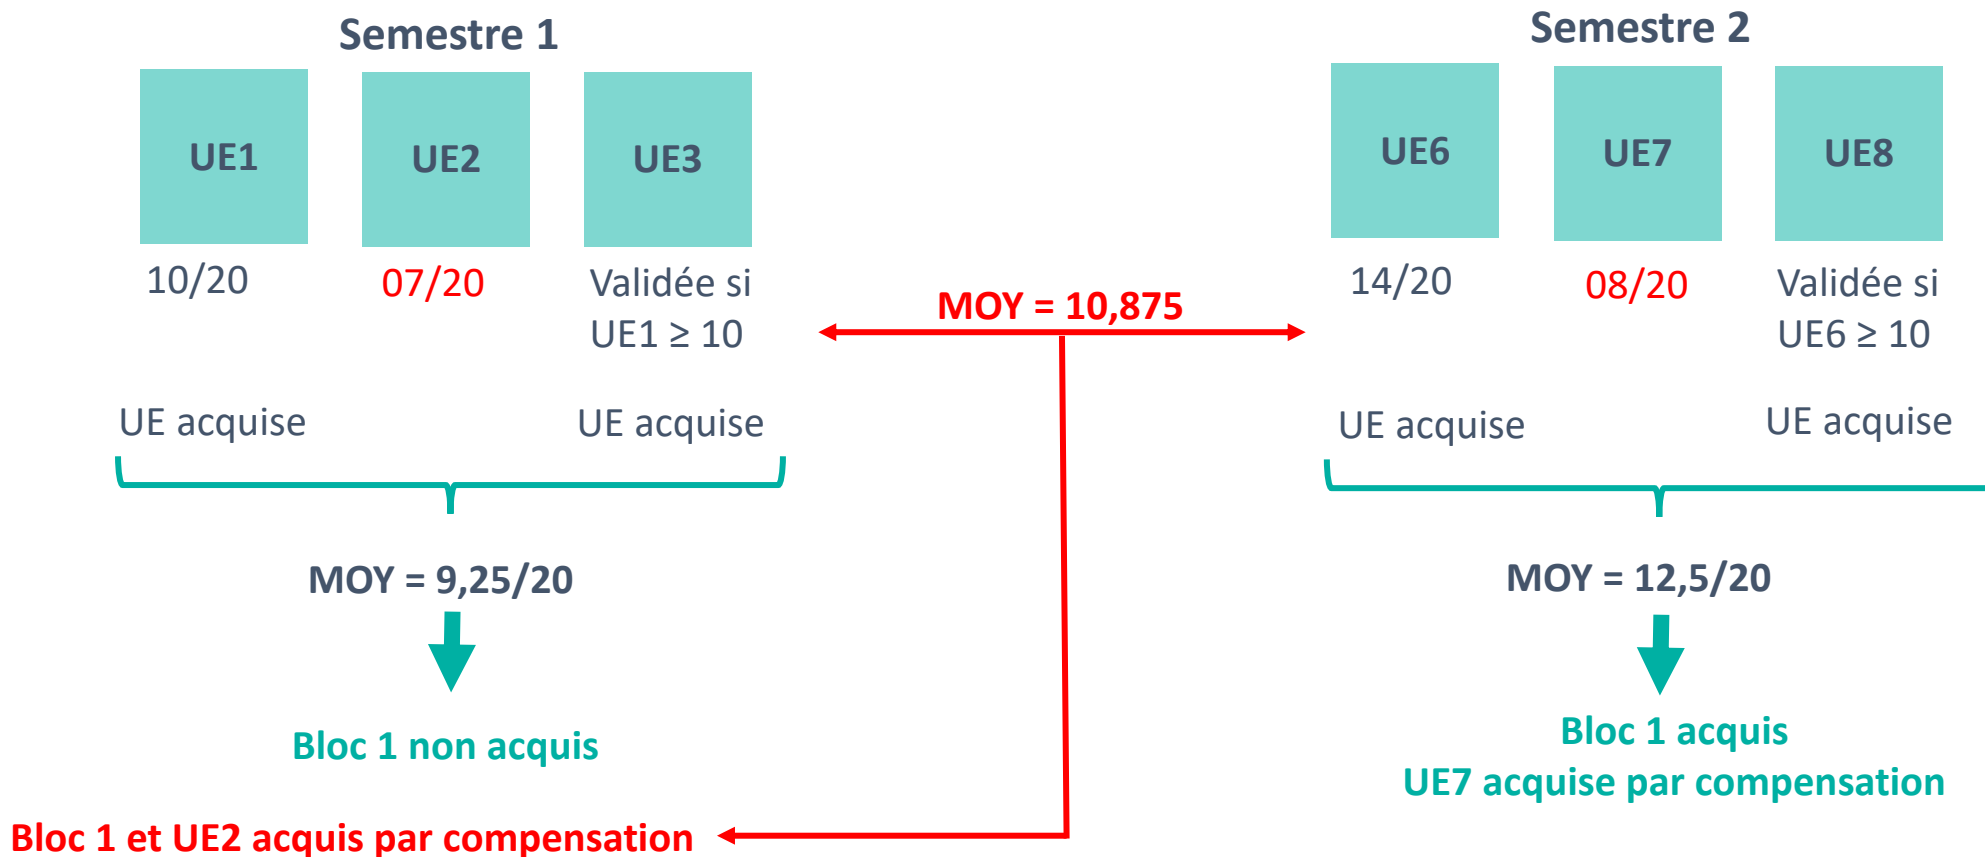 Semestre 1
UE1
UE2
UE3
10/20
07/20
Validée si
UE1 ≥ 10
UE acquise
UE acquise
MOY = 9,25/20
Bloc 1 non acquis
Bloc 1 et UE2 acquis par compensation
MOY = 10,875
Semestre 2
UE6
UE7
UE8
14/20
08/20
Validée si
UE6 ≥ 10
UE acquise
UE acquise
MOY = 12,5/20
Bloc 1 acquis
UE7 acquise par compensation